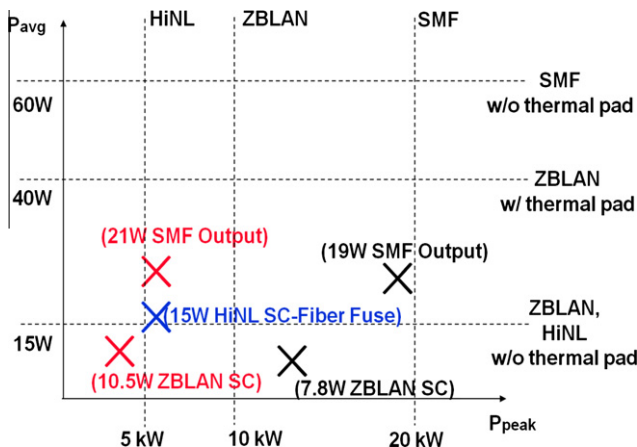 Pavg
HiNL
ZBLAN
SMF
60W
SMF
w/o thermal pad
40W
ZBLAN
w/ thermal pad
(21W SMF Output)
(19W SMF Output)
(15W HiNL SC-Fiber Fuse)
15W
ZBLAN,
HiNL
w/o thermal pad
(10.5W ZBLAN SC)
(7.8W ZBLAN SC)
Ppeak
5 kW
10 kW
20 kW